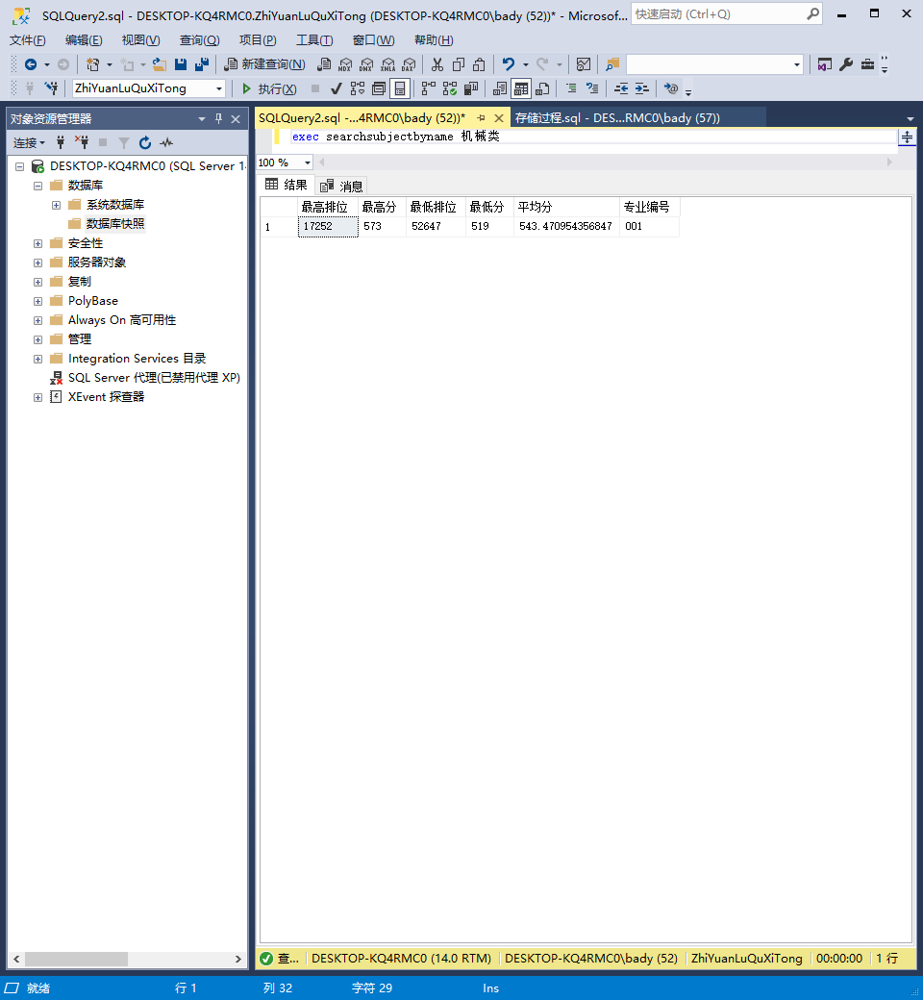 SQLQuery2.sql - DESKTOP-KQ4RMC0.ZhiYuanLuQuXiTong (DESKTOP-KQ4RMC0\bady (52))* - Microsof...
快速启动 (Ctrl+Q)
文件(F) 编辑(E) 视图(V) 查询(Q) 项目(P) 工具(T) 窗口(W) 帮助(H)
新建查询(N) MDX DMX XMLA DAX
ZhiYuanLuQuXiTong 执行(X)
对象资源管理器
连接
DESKTOP-KQ4RMC0 (SQL Server 1
数据库
系统数据库
数据库快照
安全性
服务器对象
复制
PolyBase
Always On 高可用性
管理
Integration Services 目录
SQL Server 代理(已禁用代理 XP)
XEvent 探查器
SQLQuery2.sql -...4RMC0\bady (52))* 存储过程.sql - DES...RMC0\bady (57))
exec searchsubjectbyname 机械类
100 %
结果 消息
最高排位 最高分 最低排位 最低分 平均分 专业编号
1 17252 573 52647 519 543.470954356847 001
查... DESKTOP-KQ4RMC0 (14.0 RTM) DESKTOP-KQ4RMC0\bady (52) ZhiYuanLuQuXiTong 00:00:00 1 行
就绪 行 1 列 32 字符 29 Ins